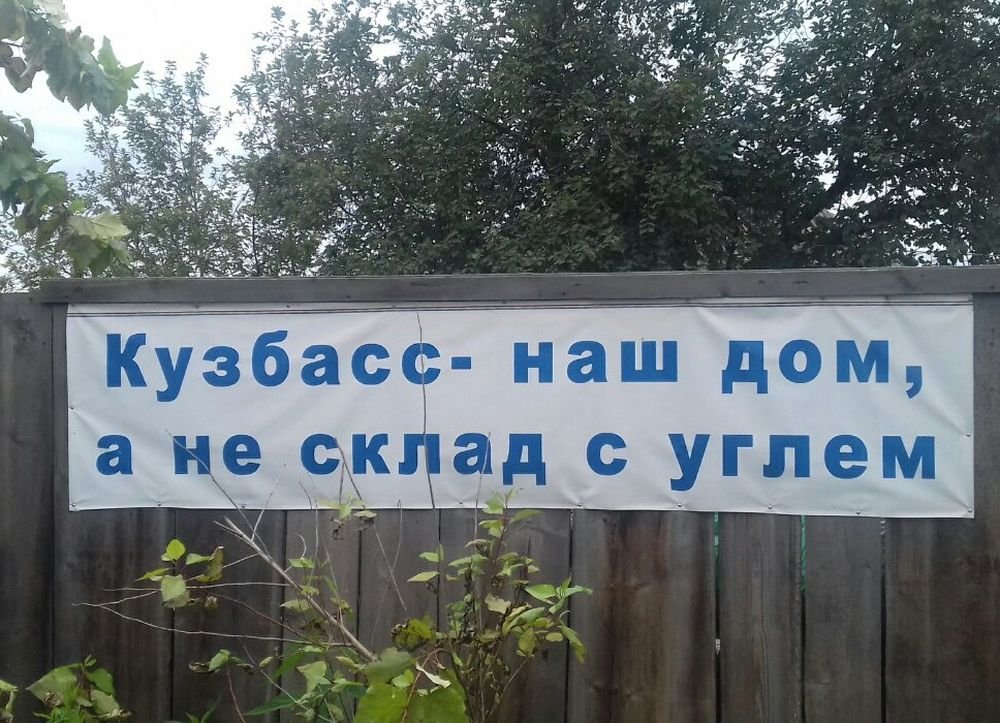 Кузбасс- наш дом,
а не склад с углем